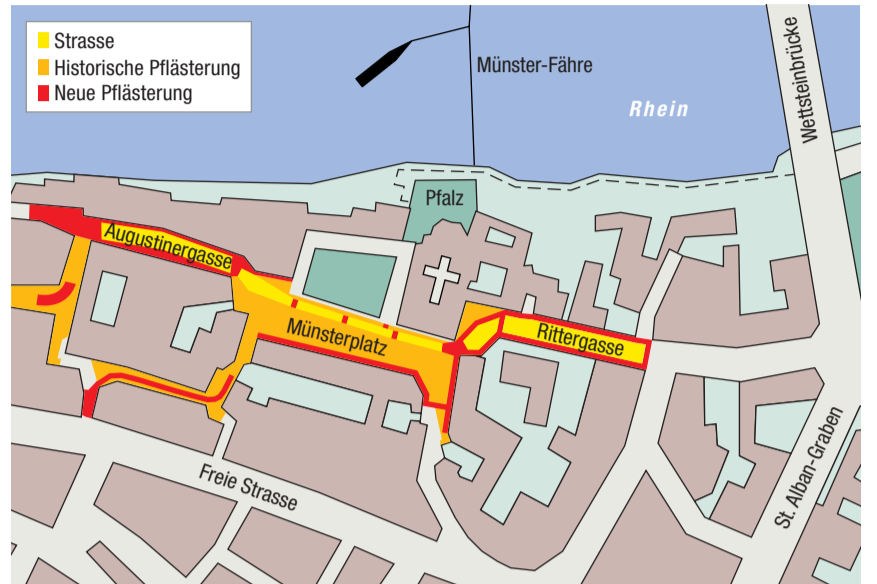 Strasse
Historische Pflästerung
Neue Pflästerung
Münster-Fähre
Rhein
Wettsteinbrücke
Pfalz
Augustinergasse
Münsterplatz
Rittergasse
Freie Strasse
St. Alban-Graben